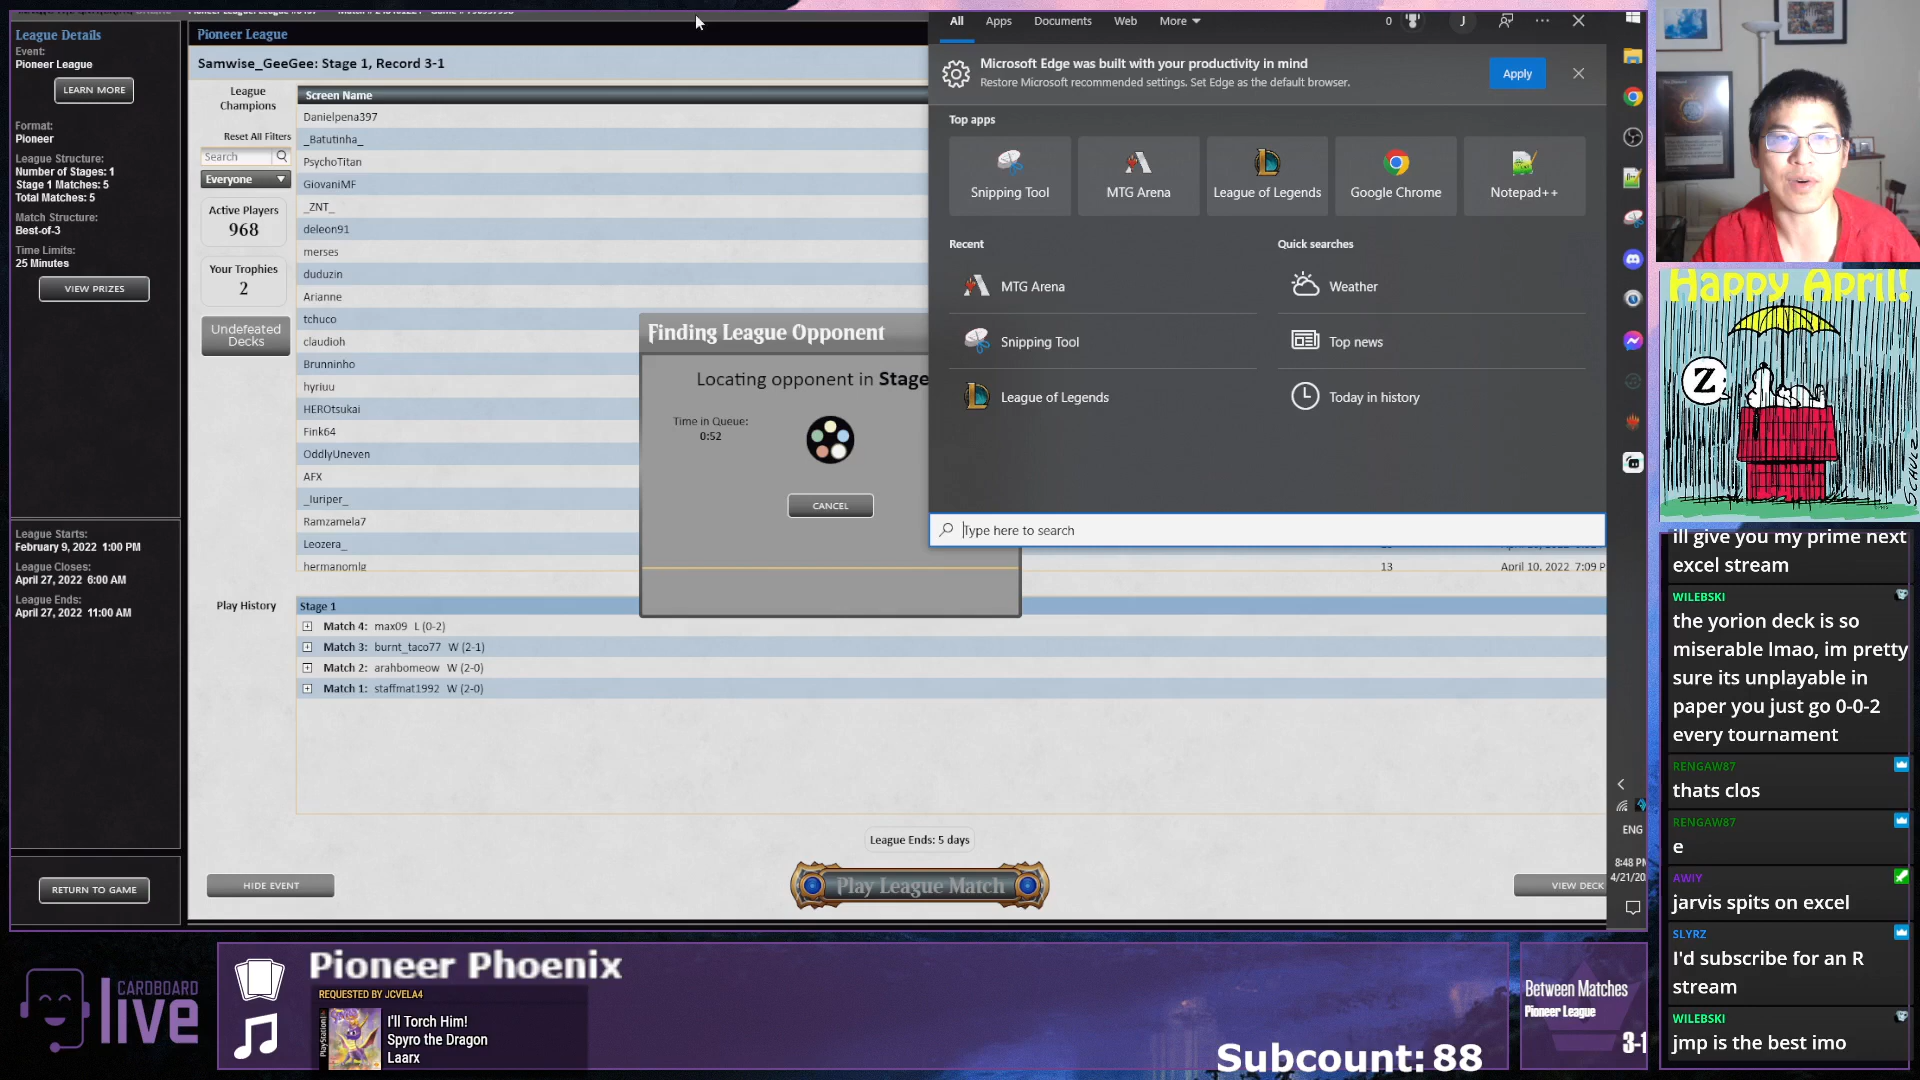 League Details
Event:
Pioneer League
LEARN MORE
Format:
Pioneer
League Structure:
Number of Stages: 1
Stage 1 Matches: 5
Total Matches: 5
Match Structure:
Best-of-3
Time Limits:
25 Minutes
VIEW PRIZES
League Starts:
February 9, 2022 1:00 PM
League Closes:
April 27, 2022 6:00 AM
League Ends:
April 27, 2022 11:00 AM
RETURN TO GAME
Pioneer League
Samwise_GeeGee: Stage 1, Record 3-1
League
Champions
Reset All Filters
Search
Everyone
Active Players
968
Your Trophies
2
Undefeated
Decks
Screen Name
Danielpena397
_Batutinha_
PsychoTitan
GiovaniMF
_ZNT_
deleon91
merses
duduzin
Arianne
tchuco
claudioh
Brunninho
hyriuu
HEROtsukai
Fink64
OddlyUneven
AFX
_Iuriper_
Ramzamela7
Leozera_
hermanomlg
13
April 10, 2022 7:09 P
Finding League Opponent
Locating opponent in Stage
Time in Queue:
0:52
CANCEL
Play History
Stage 1
Match 4: max09 L (0-2)
Match 3: burnt_taco77 W (2-1)
Match 2: arahbomeow W (2-0)
Match 1: staffmat1992 W (2-0)
League Ends: 5 days
HIDE EVENT
Play League Match
VIEW DECK
All Apps Documents Web More
0
J
Microsoft Edge was built with your productivity in mind
Restore Microsoft recommended settings. Set Edge as the default browser.
Apply
Top apps
Snipping Tool
MTG Arena
League of Legends
Google Chrome
Notepad++
Recent
MTG Arena
Snipping Tool
League of Legends
Quick searches
Weather
Top news
Today in history
Type here to search
ENG
8:48 PM
4/21/20
Happy April!
Z
SCHULZ
ill give you my prime next
excel stream
WILEBSKI
the yorion deck is so
miserable lmao, im pretty
sure its unplayable in
paper you just go 0-0-2
every tournament
RENGAW87
thats clos
RENGAW87
e
AWIY
jarvis spits on excel
SLYRZ
I'd subscribe for an R
stream
WILEBSKI
jmp is the best imo
CARDBOARD
live
Pioneer Phoenix
REQUESTED BY JCVELA4
I'll Torch Him!
Spyro the Dragon
Laarx
Subcount: 88
Between Matches
Pioneer League
3-1